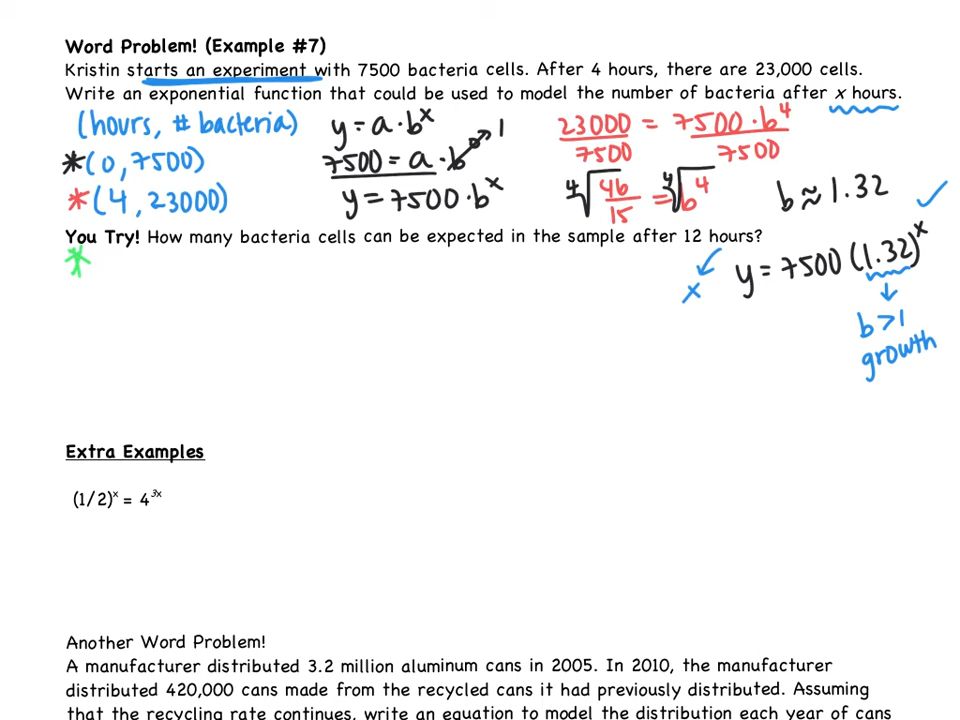 Word Problem! (Example #7)
Kristin starts an experiment with 7500 bacteria cells. After 4 hours, there are 23,000 cells.
Write an exponential function that could be used to model the number of bacteria after x hours.
(hours, # bacteria)
*(0, 7500)
*(4, 23000)
y = a · b^x
7500 = a · b^0 → 1
y = 7500 · b^x
23000/7500 = 7500 · b^4/7500
∜46/15 = ∜b^4
b ≈ 1.32
You Try! How many bacteria cells can be expected in the sample after 12 hours?
*
x
y = 7500 (1.32)^x
b > 1
growth
Extra Examples
(1/2)^x = 4^3x
Another Word Problem!
A manufacturer distributed 3.2 million aluminum cans in 2005. In 2010, the manufacturer
distributed 420,000 cans made from the recycled cans it had previously distributed. Assuming
that the recycling rate continues, write an equation to model the distribution each year of cans